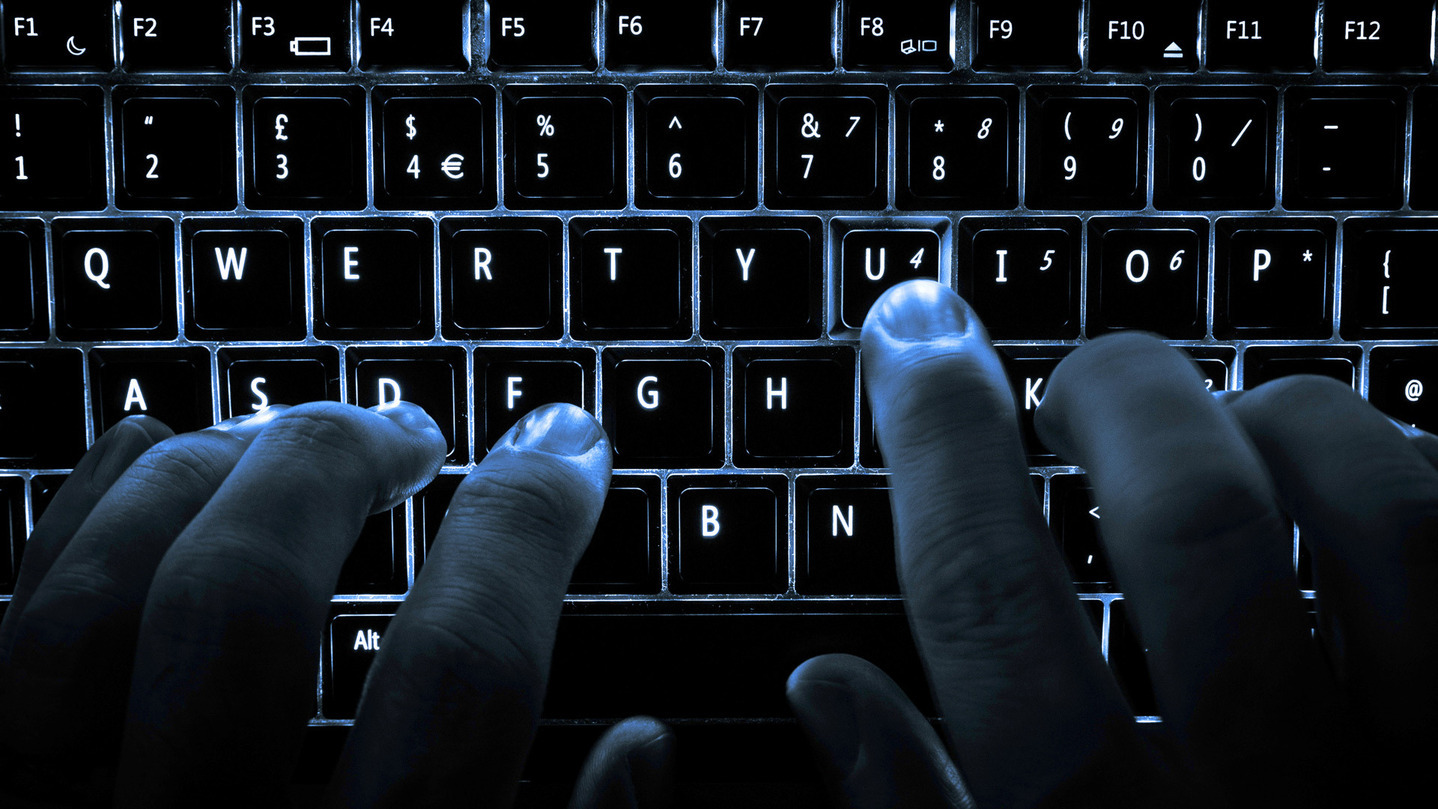 F1 F2 F3 F4 F5 F6 F7 F8 F9 F10 F11 F12
! " £ $ % ^ & 7 * 8 ( 9 ) / _
1 2 3 4 € 5 6 7 8 9 0 -
Q W E R T Y U 4 I 5 O 6 P * {
[
A S D F G H K @
B N <
,
Alt